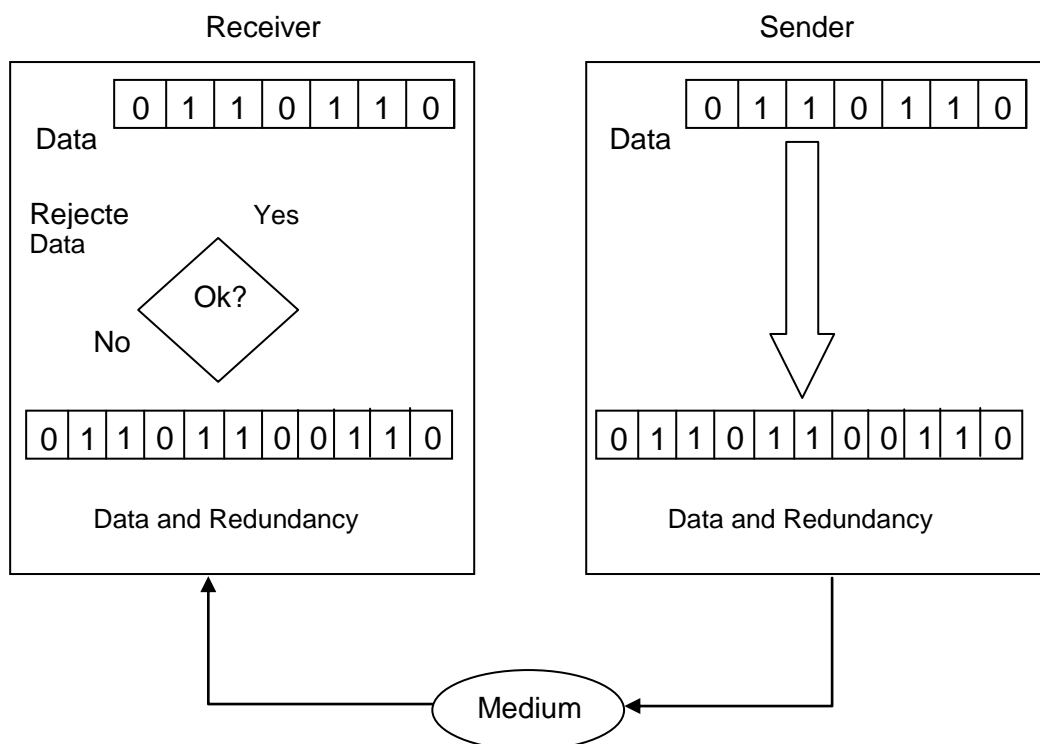 Receiver
0 1 1 0 1 1 0
Data
Rejecte
Data
Yes
Ok?
No
0 1 1 0 1 1 0 0 1 1 0
Data and Redundancy
Sender
0 1 1 0 1 1 0
Data
0 1 1 0 1 1 0 0 1 1 0
Data and Redundancy
Medium